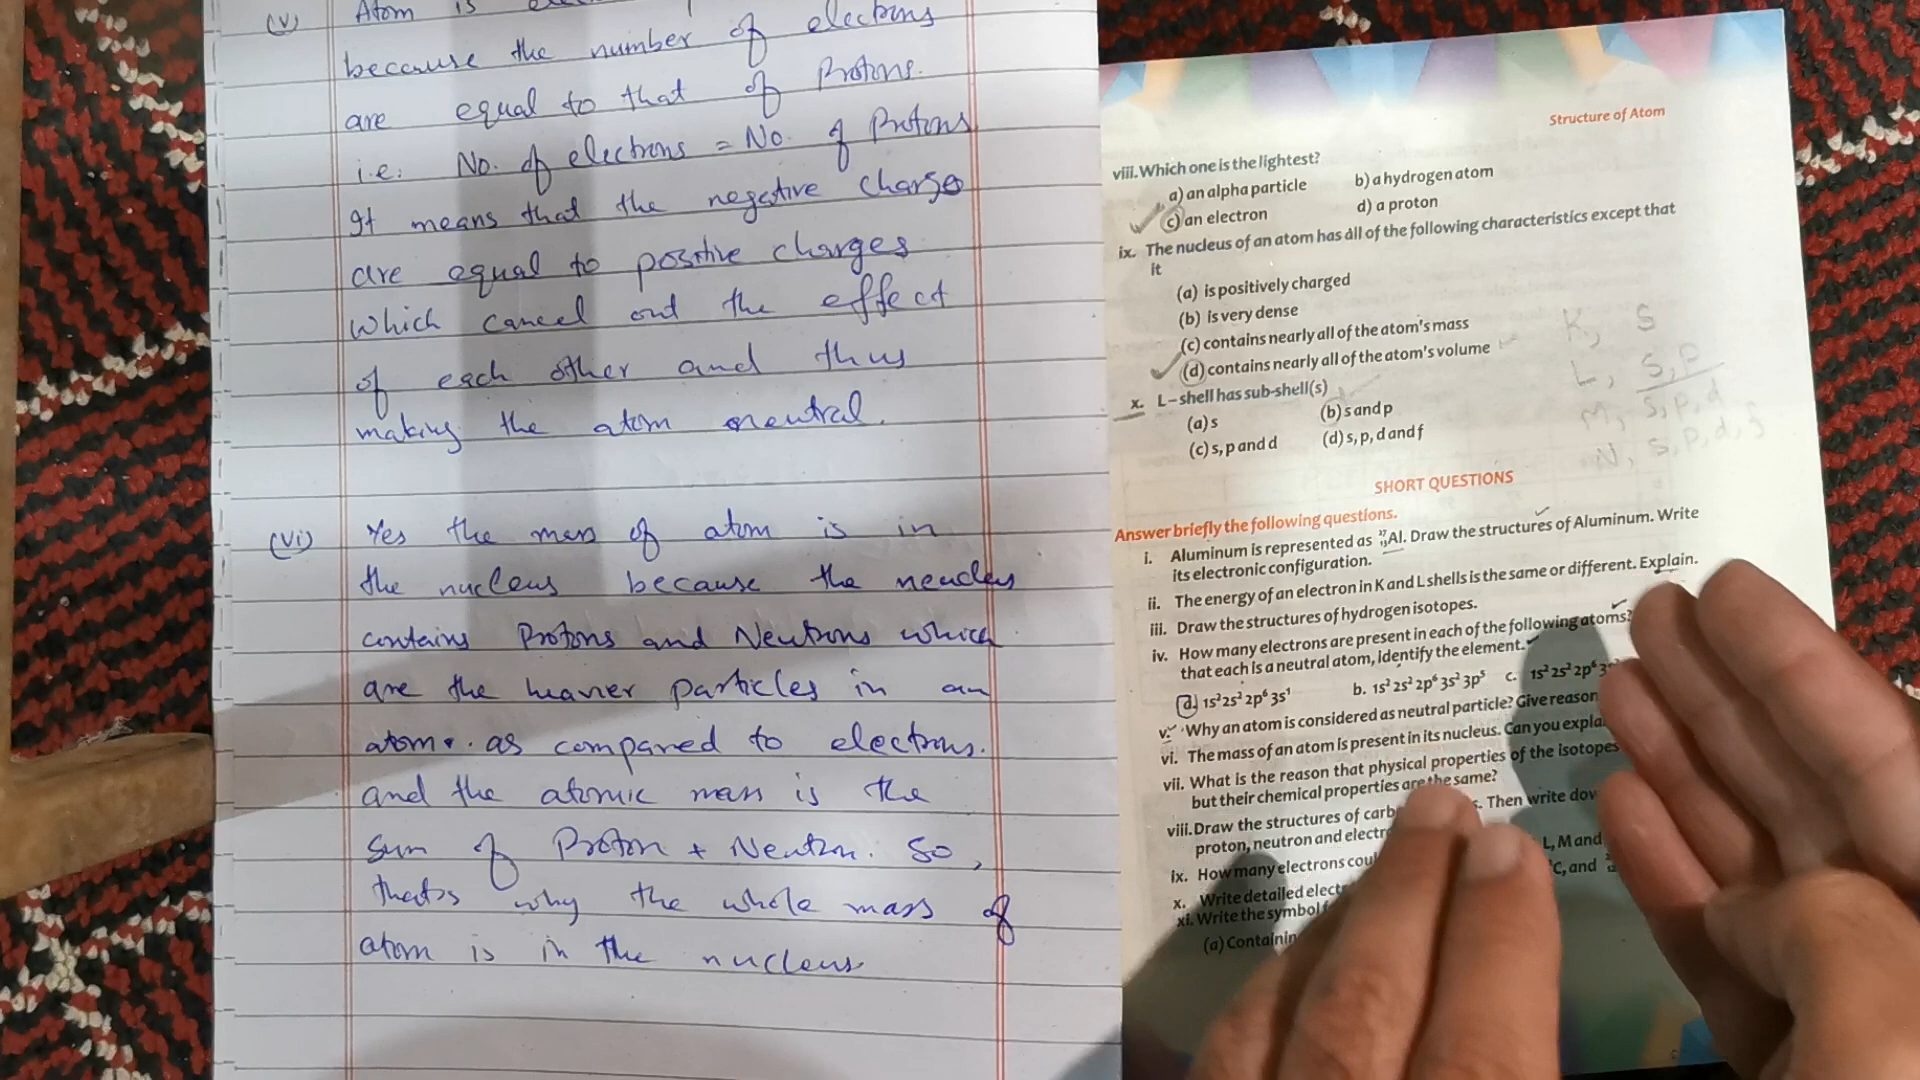 (v) Atom is
because the number of electrons
are equal to that of Protons.
i.e: No. of electrons = No. of Protons
It means that the negative charge
are equal to positive charges
which cancel out the effect
of each other and thus
making the atom neutral.
(vi) Yes the mass of atom is in
the nucleus because the neucleus
contains Protons and Neutrons which
are the heavier particles in an
atom. as compared to electrons.
and the atomic mass is the
sum of Proton + Neutron. So,
that's why the whole mass of
atom is in the nucleus
Structure of Atom
viii. Which one is the lightest?
a) an alpha particle b) a hydrogen atom
c) an electron d) a proton
ix. The nucleus of an atom has all of the following characteristics except that
it
(a) is positively charged
(b) is very dense
(c) contains nearly all of the atom's mass
(d) contains nearly all of the atom's volume
x. L-shell has sub-shell(s)
(a) s (b) s and p
(c) s, p and d (d) s, p, d and f
K, s
L, s, p
M, s, p, d
N, s, p, d, f
SHORT QUESTIONS
Answer briefly the following questions.
i. Aluminum is represented as ²⁷₁₃Al. Draw the structures of Aluminum. Write
its electronic configuration.
ii. The energy of an electron in K and L shells is the same or different. Explain.
iii. Draw the structures of hydrogen isotopes.
iv. How many electrons are present in each of the following atoms?
that each is a neutral atom, identify the element.
a. 1s² 2s² 2p⁶ 3s¹ b. 1s² 2s² 2p⁶ 3s² 3p⁵ c. 1s² 2s² 2p⁶
v. Why an atom is considered as neutral particle? Give reason
vi. The mass of an atom is present in its nucleus. Can you expla
vii. What is the reason that physical properties of the isotopes
but their chemical properties are the same?
viii. Draw the structures of carb Then write dow
proton, neutron and electr
ix. How many electrons coul L, M and
x. Write detailed elect C, and
xi. Write the symbol
(a) Containin